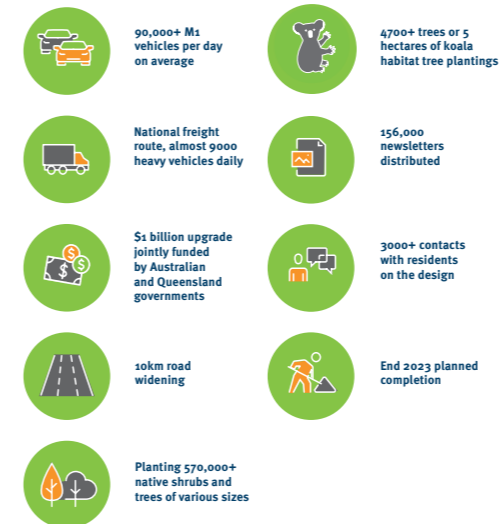 90,000+ M1
vehicles per day
on average
4700+ trees or 5
hectares of koala
habitat tree plantings
National freight
route, almost 9000
heavy vehicles daily
156,000
newsletters
distributed
$1 billion upgrade
jointly funded
by Australian
and Queensland
governments
3000+ contacts
with residents
on the design
10km road
widening
End 2023 planned
completion
Planting 570,000+
native shrubs and
trees of various sizes